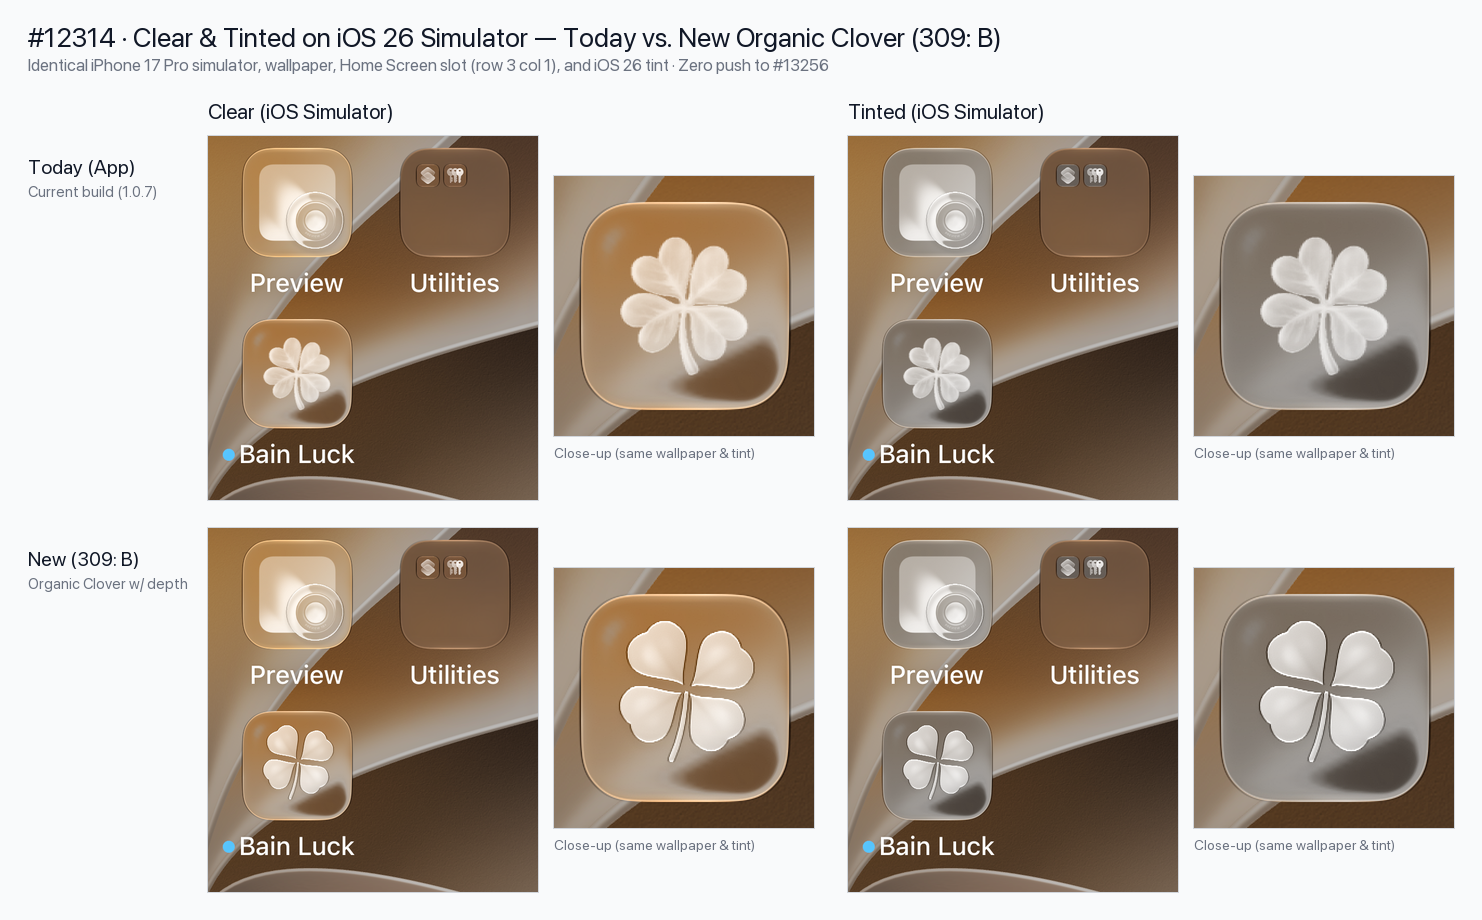 #12314 · Clear & Tinted on iOS 26 Simulator — Today vs. New Organic Clover (309: B)
Identical iPhone 17 Pro simulator, wallpaper, Home Screen slot (row 3 col 1), and iOS 26 tint · Zero push to #13256
Clear (iOS Simulator)
Tinted (iOS Simulator)
Today (App)
Current build (1.0.7)
Preview
Utilities
Bain Luck
Close-up (same wallpaper & tint)
Preview
Utilities
Bain Luck
Close-up (same wallpaper & tint)
New (309: B)
Organic Clover w/ depth
Preview
Utilities
Bain Luck
Close-up (same wallpaper & tint)
Preview
Utilities
Bain Luck
Close-up (same wallpaper & tint)